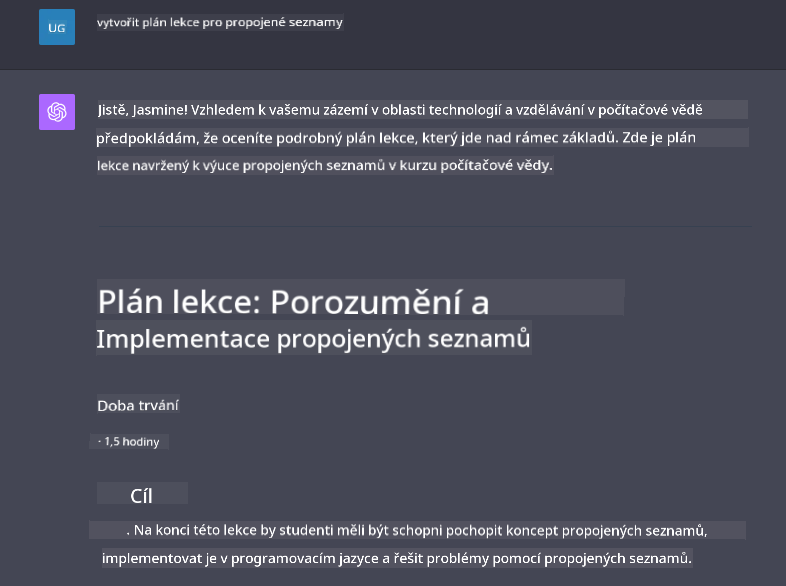 UG
vytvořit plán lekce pro propojené seznamy
Jistě, Jasmine! Vzhledem k vašemu zázemí v oblasti technologií a vzdělávání v počítačové vědě
předpokládám, že oceníte podrobný plán lekce, který jde nad rámec základů. Zde je plán
lekce navržený k výuce propojených seznamů v kurzu počítačové vědy.
Plán lekce: Porozumění a
Implementace propojených seznamů
Doba trvání
· 1,5 hodiny
Cíl
. Na konci této lekce by studenti měli být schopni pochopit koncept propojených seznamů,
implementovat je v programovacím jazyce a řešit problémy pomocí propojených seznamů.